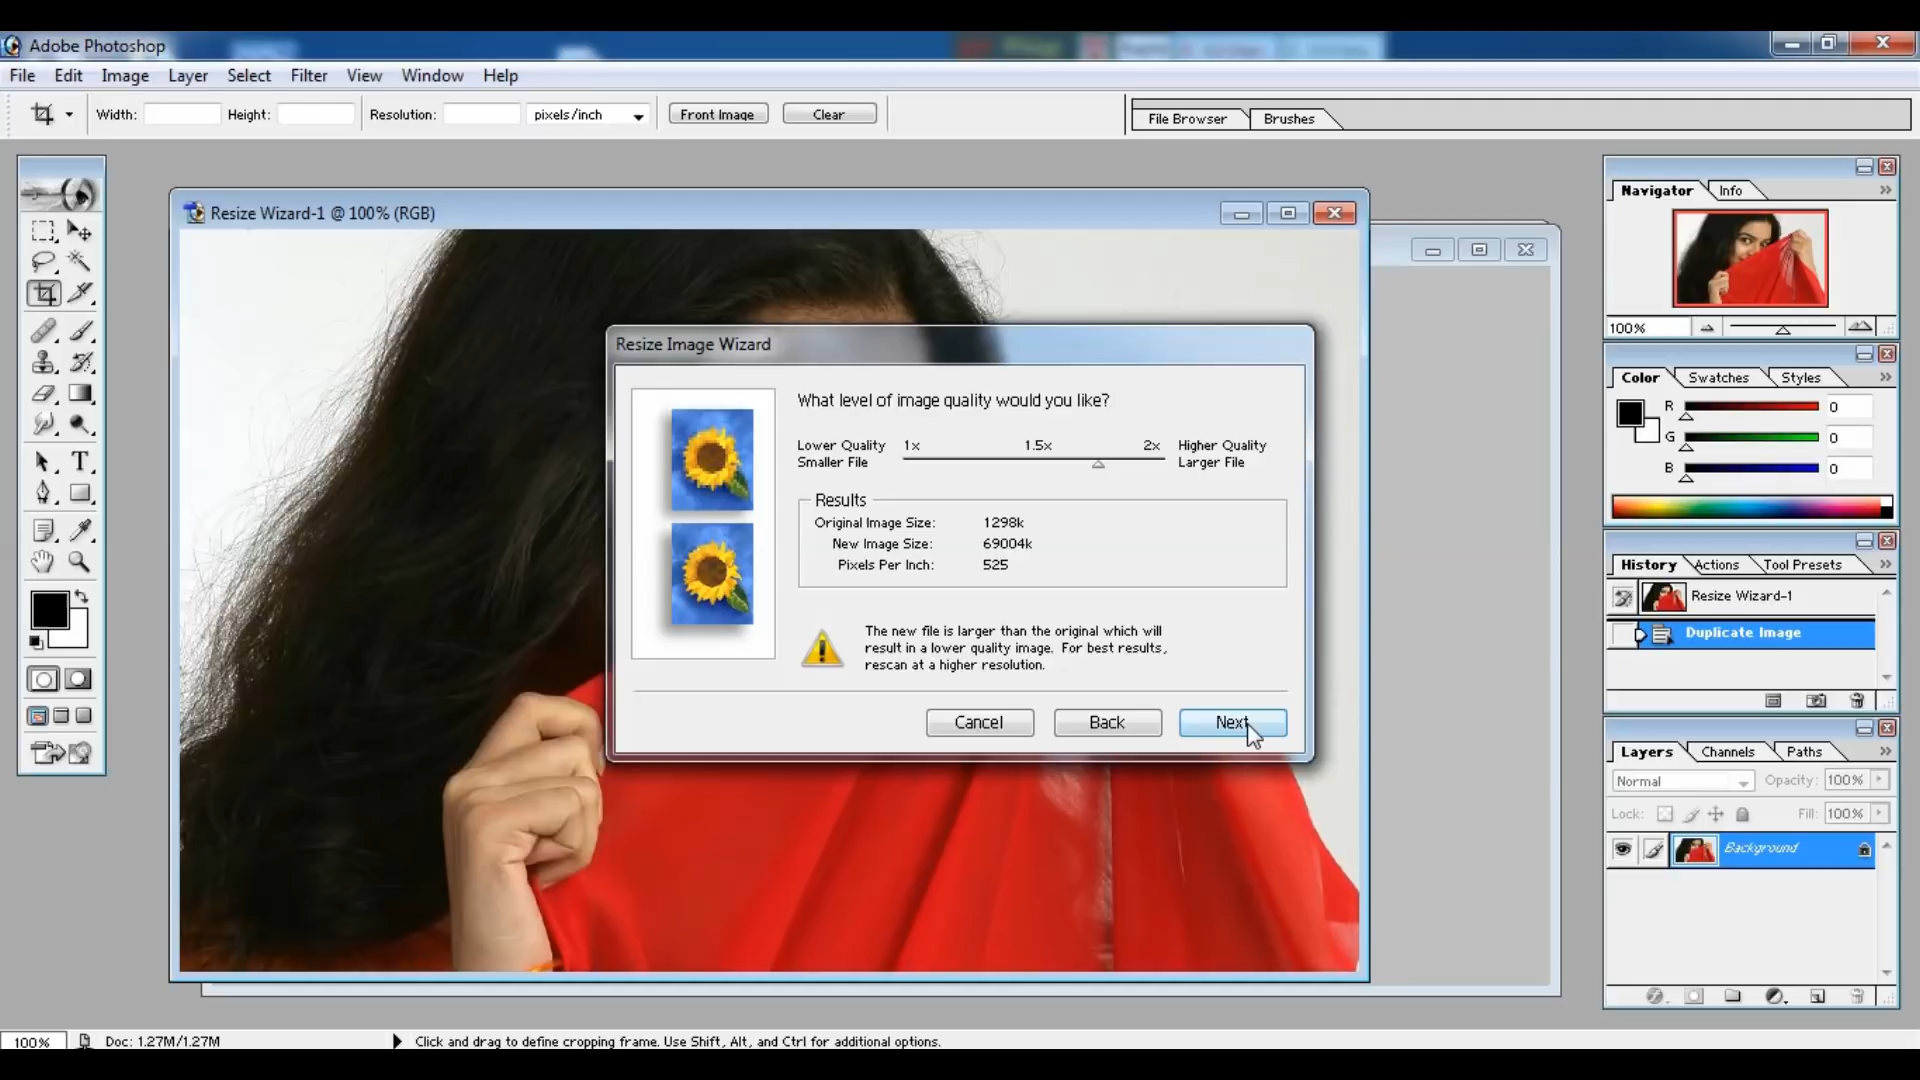 Adobe Photoshop
File Edit Image Layer Select Filter View Window Help
Width: Height: Resolution: pixels/inch Front Image Clear File Browser Brushes
Resize Wizard-1 @ 100% (RGB)
Navigator Info
100%
Resize Image Wizard
What level of image quality would you like?
Lower Quality 1x 1.5x 2x Higher Quality
Smaller File Larger File
Results
Original Image Size: 1298k
New Image Size: 69004k
Pixels Per Inch: 525
The new file is larger than the original which will
result in a lower quality image. For best results,
rescan at a higher resolution.
Cancel Back Next
Color Swatches Styles
R 0
G 0
B 0
History Actions Tool Presets
Resize Wizard-1
Duplicate Image
Layers Channels Paths
Normal Opacity: 100%
Lock: Fill: 100%
Background
100% Doc: 1.27M/1.27M Click and drag to define cropping frame. Use Shift, Alt, and Ctrl for additional options.